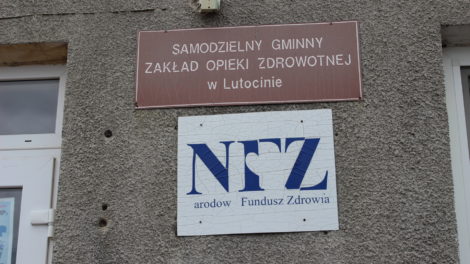 SAMODZIELNY GMINNY
ZAKŁAD OPIEKI ZDROWOTNEJ
w Lutocinie
NFZ
arodow Fundusz Zdrowia